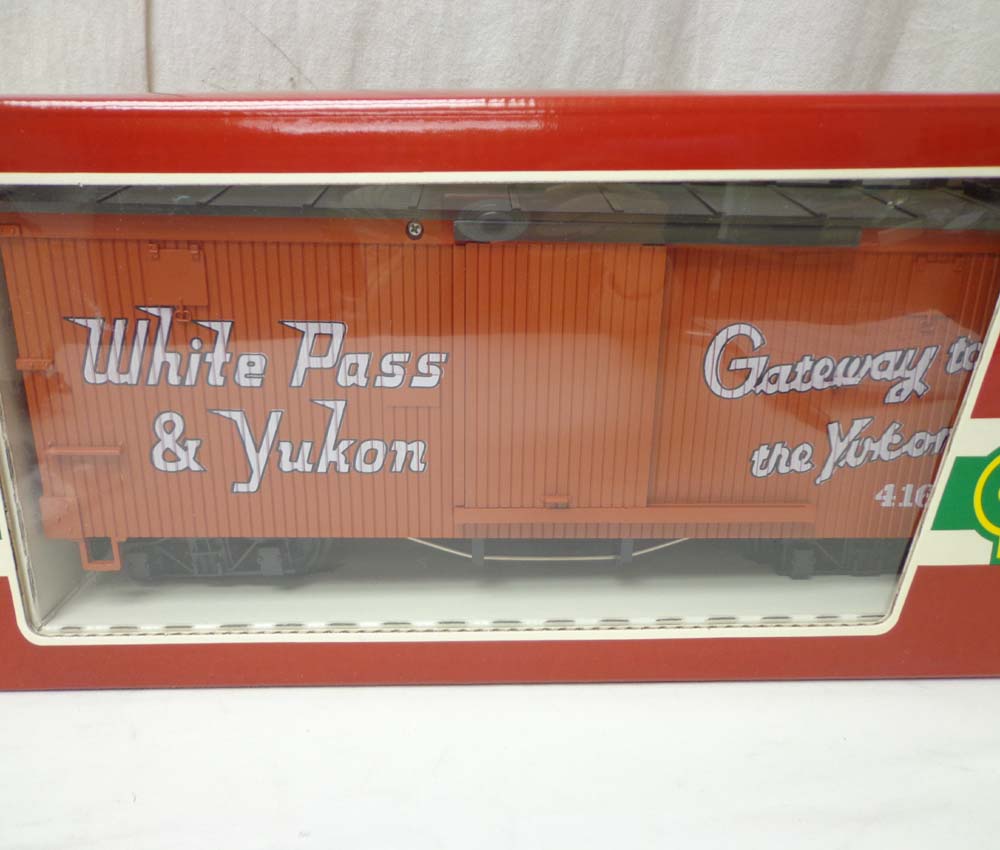 White Pass
& Yukon
Gateway to
the Yukon
416